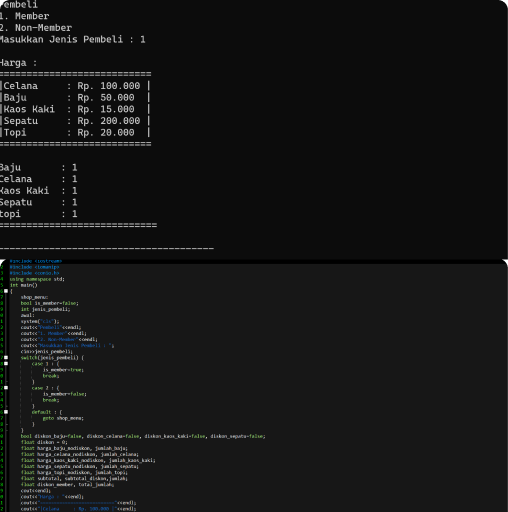 Pembeli
1. Member
2. Non-Member
Masukkan Jenis Pembeli : 1
Harga :
===========================
|Celana : Rp. 100.000 |
|Baju : Rp. 50.000 |
|Kaos Kaki : Rp. 15.000 |
|Sepatu : Rp. 200.000 |
|Topi : Rp. 20.000 |
===========================
Baju : 1
Celana : 1
Kaos Kaki : 1
Sepatu : 1
topi : 1
============================
--------------------------------------
#include <iostream>
#include <iomanip>
#include <conio.h>
using namespace std;
int main()
{
shop_menu:
bool is_member=false;
int jenis_pembeli;
awal:
system("cls");
cout<<"Pembeli"<<endl;
cout<<"1. Member"<<endl;
cout<<"2. Non-Member"<<endl;
cout<<"Masukkan Jenis Pembeli : ";
cin>>jenis_pembeli;
switch(jenis_pembeli) {
case 1 : {
is_member=true;
break;
}
case 2 : {
is_member=false;
break;
}
default : {
goto shop_menu;
}
}
bool diskon_baju=false, diskon_celana=false, diskon_kaos_kaki=false, diskon_sepatu=false;
float diskon = 0;
float harga_baju_nodiskon, jumlah_baju;
float harga_celana_nodiskon, jumlah_celana;
float harga_kaos_kaki_nodiskon, jumlah_kaos_kaki;
float harga_sepatu_nodiskon, jumlah_sepatu;
float harga_topi_nodiskon, jumlah_topi;
float subtotal, subtotal_diskon,jumlah;
float diskon_member, total_jumlah;
cout<<endl;
cout<<"Harga : "<<endl;
cout<<"==========================="<<endl;
cout<<"|Celana : Rp. 100.000 |"<<endl;